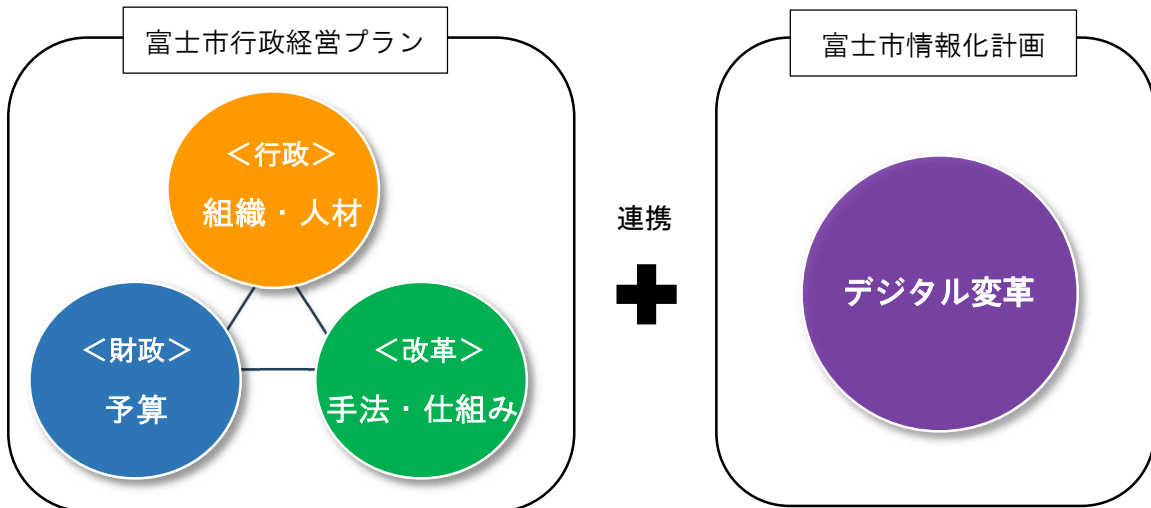 富士市行政経営プラン
＜行政＞
組織・人材
＜財政＞
予算
＜改革＞
手法・仕組み
連携
富士市情報化計画
デジタル変革